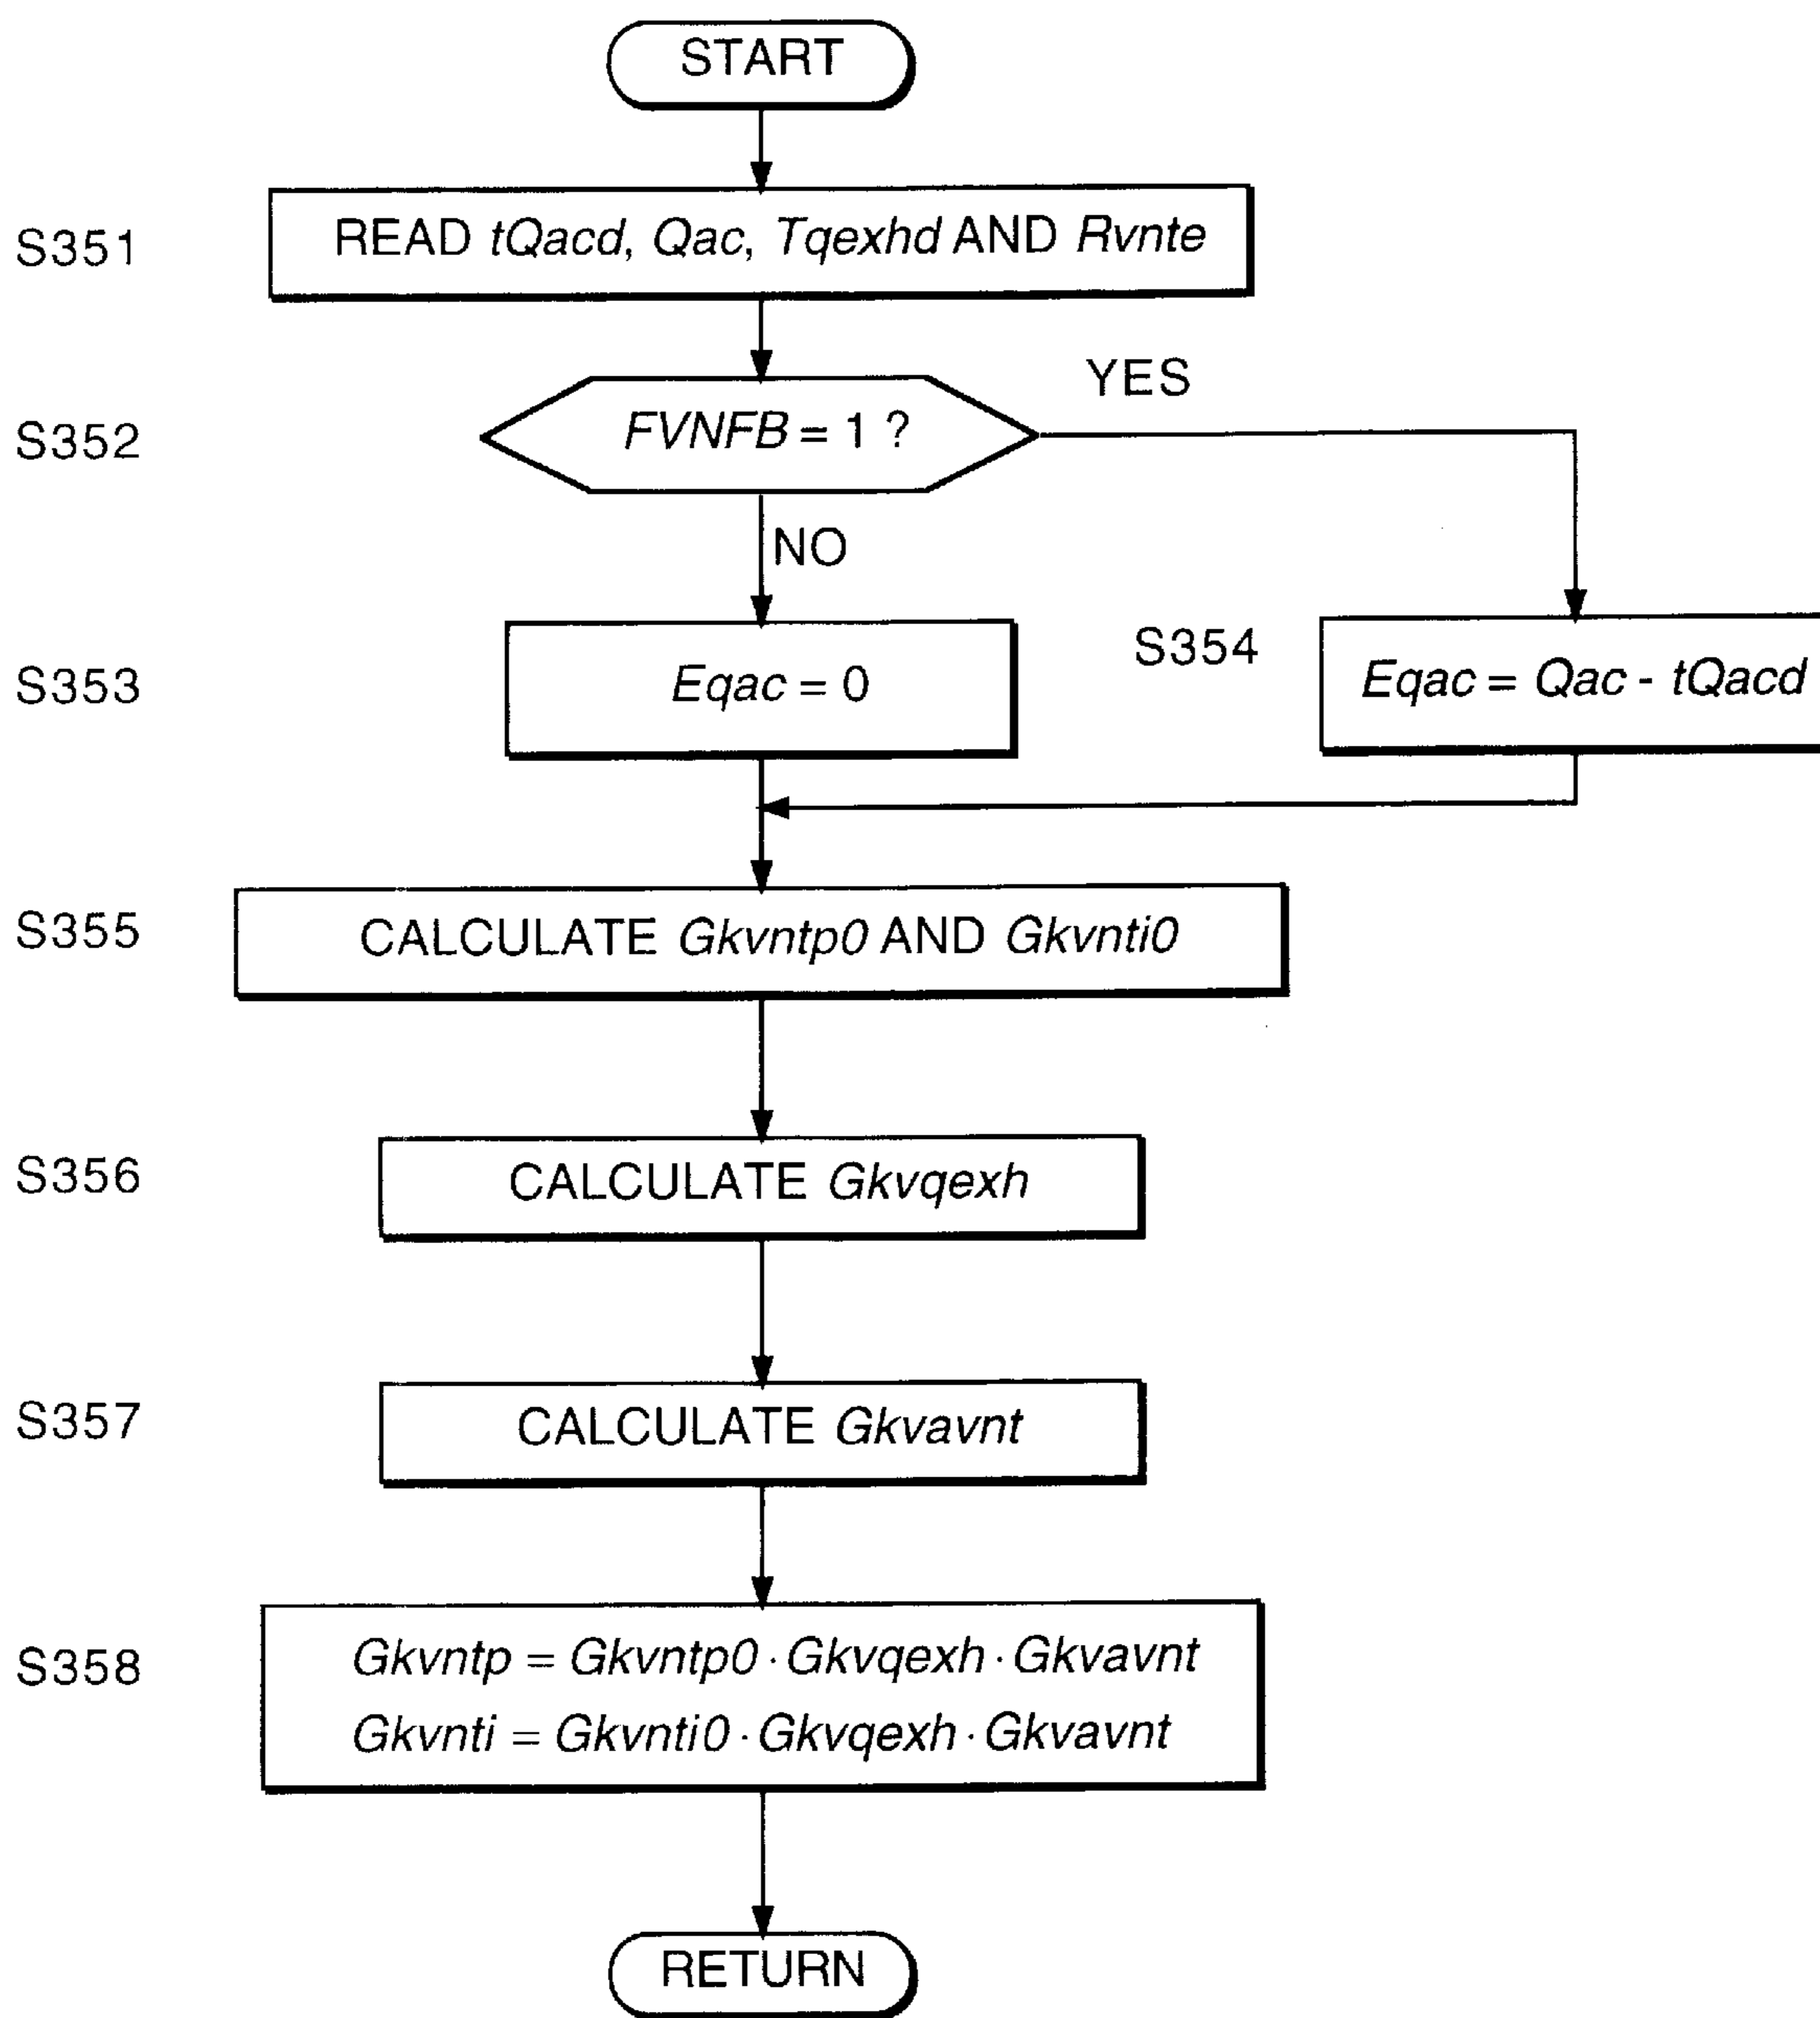 START
S351
READ tQacd, Qac, Tqexhd AND Rvnte
S352
FVNFB = 1 ?
YES
NO
S353
Eqac = 0
S354
Eqac = Qac - tQacd
S355
CALCULATE Gkvntp0 AND Gkvnti0
S356
CALCULATE Gkvqexh
S357
CALCULATE Gkvavnt
S358
Gkvntp = Gkvntp0 · Gkvqexh · Gkvavnt
Gkvnti = Gkvnti0 · Gkvqexh · Gkvavnt
RETURN